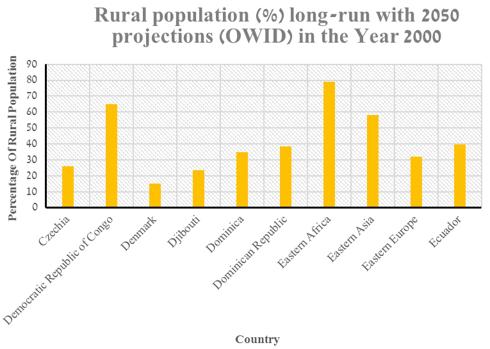 Rural population (%) long-run with 2050
projections (OWID) in the Year 2000
Percentage Of Rural Population
90
80
70
60
50
40
30
20
10
0
Czechia
Democratic Republic of Congo
Denmark
Djibouti
Dominica
Dominican Republic
Eastern Africa
Eastern Asia
Eastern Europe
Ecuador
Country